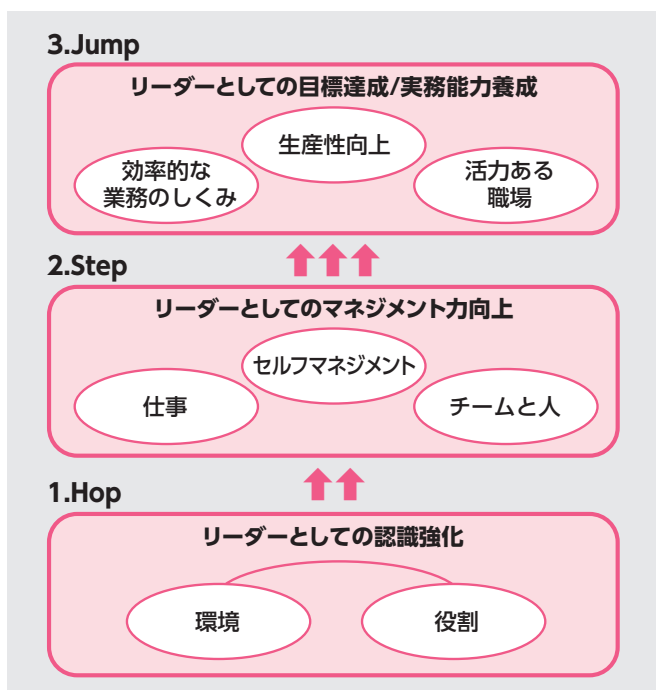 3.Jump
リーダーとしての目標達成/実務能力養成
生産性向上
効率的な
業務のしくみ
活力ある
職場
2.Step
リーダーとしてのマネジメント力向上
セルフマネジメント
仕事
チームと人
1.Hop
リーダーとしての認識強化
環境
役割